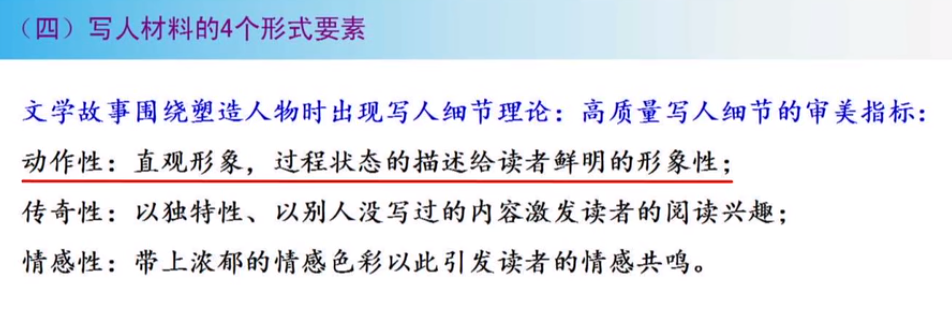 （四）写人材料的4个形式要素
文学故事围绕塑造人物时出现写人细节理论：高质量写人细节的审美指标：
动作性：直观形象，过程状态的描述给读者鲜明的形象性；
传奇性：以独特性、以别人没写过的内容激发读者的阅读兴趣；
情感性：带上浓郁的情感色彩以此引发读者的情感共鸣。